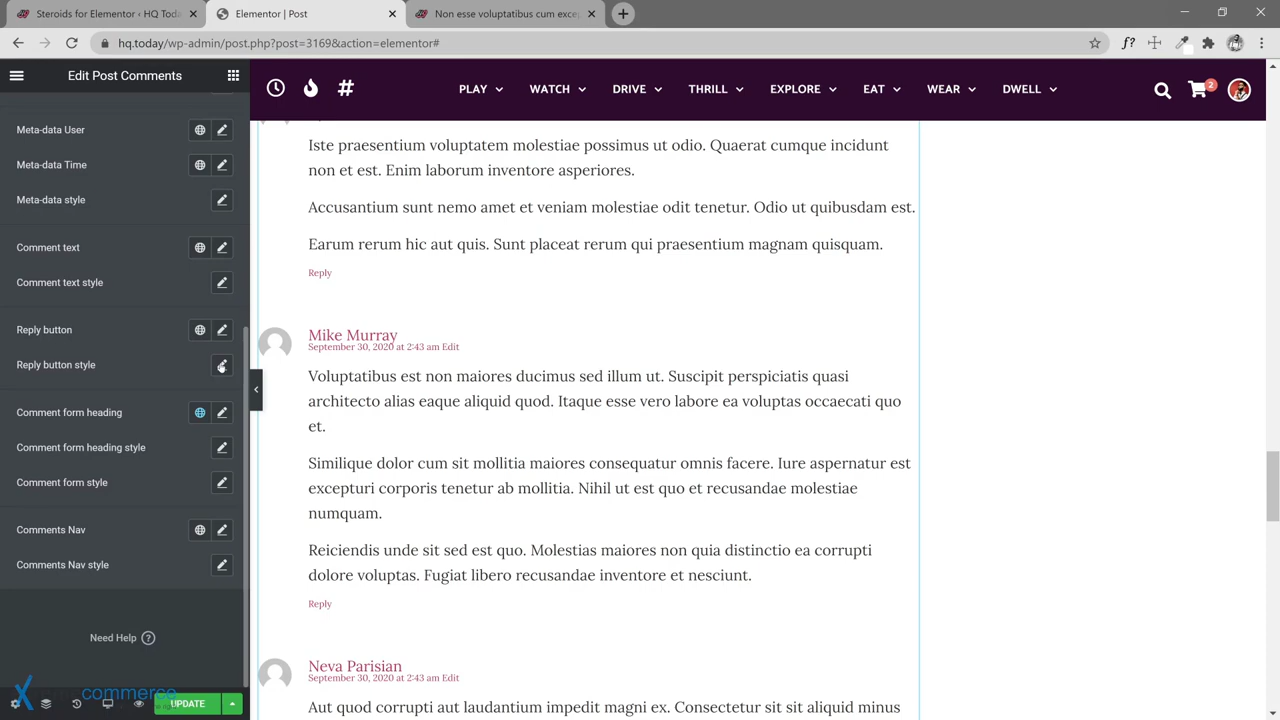 Steroids for Elementor ‹ HQ Toda
Elementor | Post
Non esse voluptatibus cum excep
hq.today/wp-admin/post.php?post=3169&action=elementor#
Edit Post Comments
PLAY
WATCH
DRIVE
THRILL
EXPLORE
EAT
WEAR
DWELL
2
Meta-data User
Meta-data Time
Meta-data style
Comment text
Comment text style
Reply button
Reply button style
Comment form heading
Comment form heading style
Comment form style
Comments Nav
Comments Nav style
Need Help
commerce
UPDATE
Iste praesentium voluptatem molestiae possimus ut odio. Quaerat cumque incidunt
non et est. Enim laborum inventore asperiores.
Accusantium sunt nemo amet et veniam molestiae odit tenetur. Odio ut quibusdam est.
Earum rerum hic aut quis. Sunt placeat rerum qui praesentium magnam quisquam.
Reply
Mike Murray
September 30, 2020 at 2:43 am Edit
Voluptatibus est non maiores ducimus sed illum ut. Suscipit perspiciatis quasi
architecto alias eaque aliquid quod. Itaque esse vero labore ea voluptas occaecati quo
et.
Similique dolor cum sit mollitia maiores consequatur omnis facere. Iure aspernatur est
excepturi corporis tenetur ab mollitia. Nihil ut est quo et recusandae molestiae
numquam.
Reiciendis unde sit sed est quo. Molestias maiores non quia distinctio ea corrupti
dolore voluptas. Fugiat libero recusandae inventore et nesciunt.
Reply
Neva Parisian
September 30, 2020 at 2:43 am Edit
Aut quod corrupti aut laudantium impedit magni ex. Consectetur sit sit aliquid minus